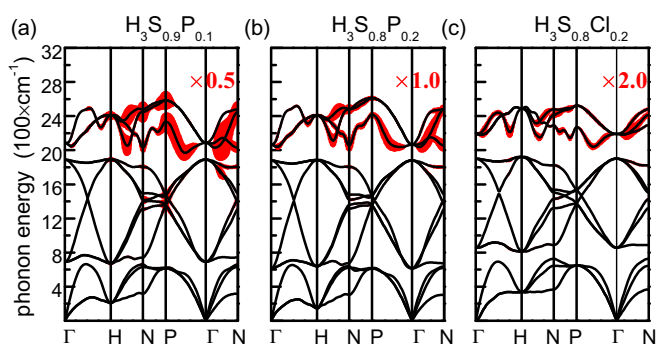 (a) H₃S₀.₉P₀.₁ (b) H₃S₀.₈P₀.₂ (c) H₃S₀.₈Cl₀.₂
×0.5 ×1.0 ×2.0
phonon energy (100×cm⁻¹)
32
28
24
20
16
12
8
4
Γ H N P Γ N Γ H N P Γ N Γ H N P Γ N